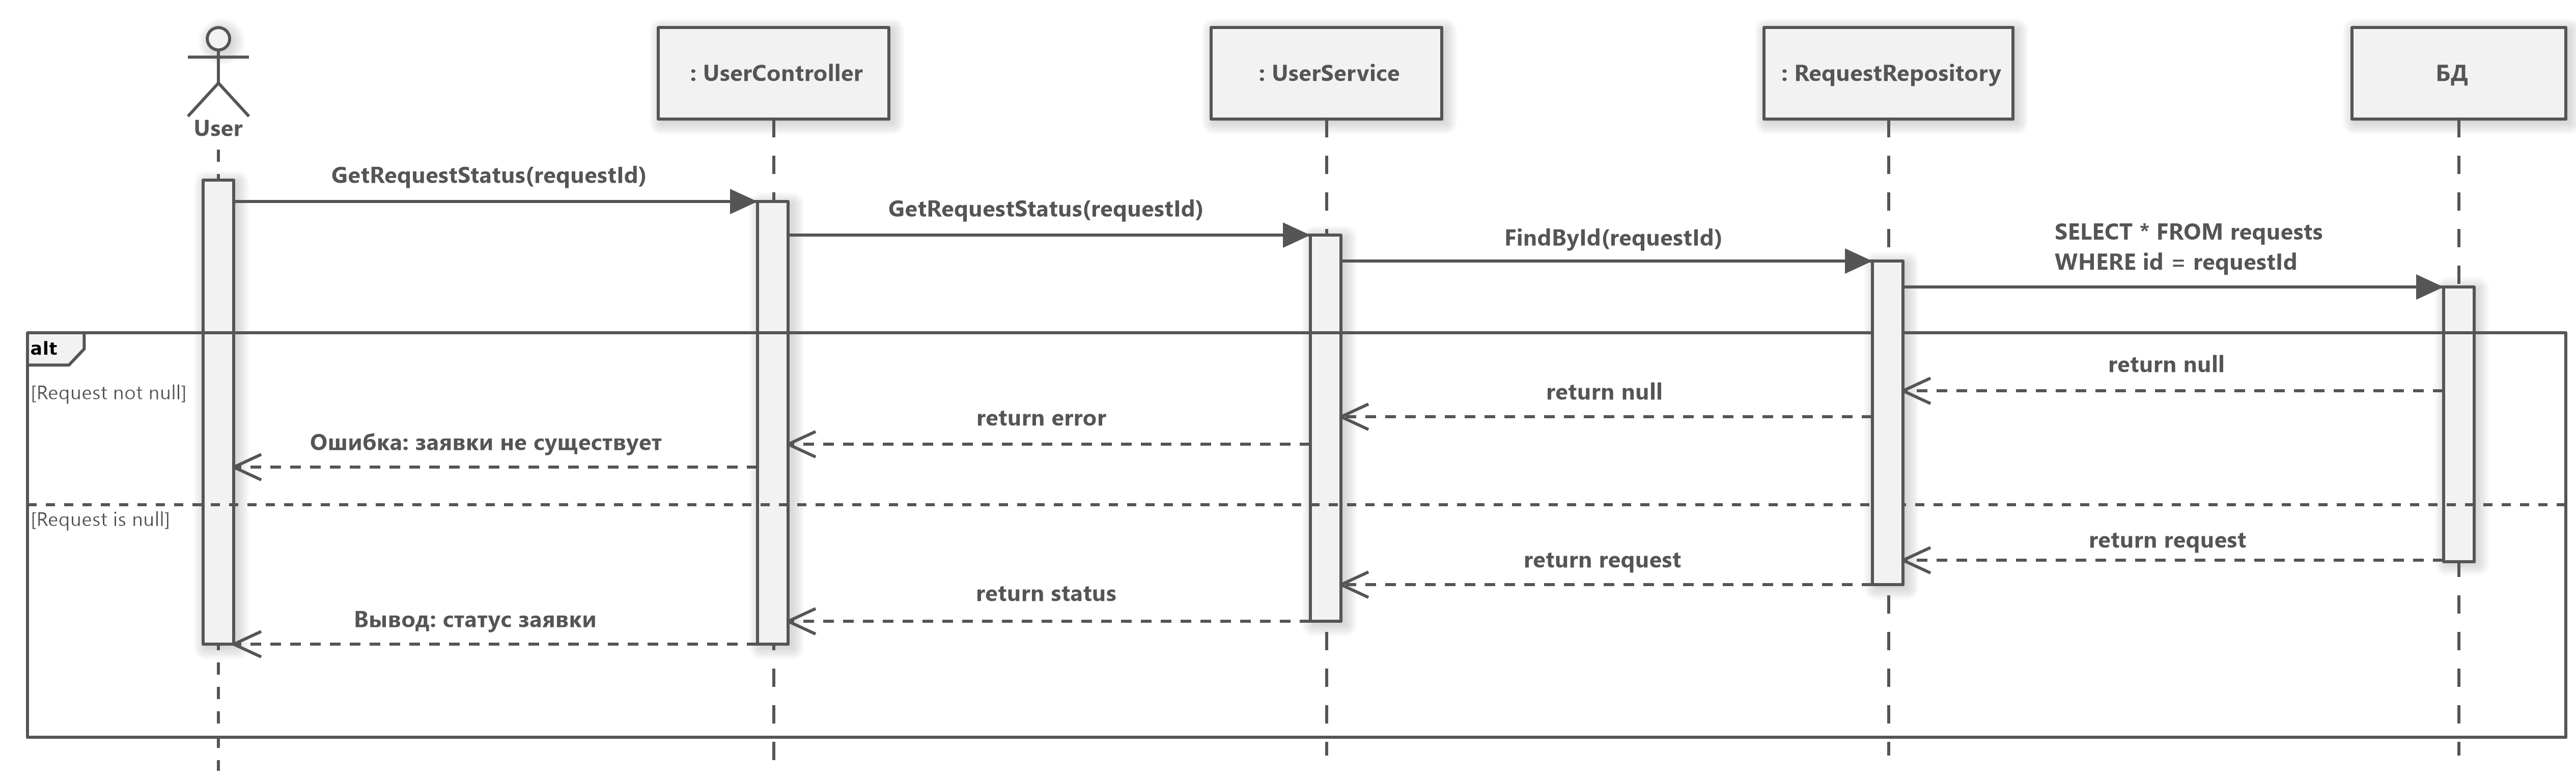 User
: UserController
: UserService
: RequestRepository
БД
GetRequestStatus(requestId)
GetRequestStatus(requestId)
FindById(requestId)
SELECT * FROM requests
WHERE id = requestId
alt
[Request not null]
return null
return null
return error
Ошибка: заявки не существует
[Request is null]
return request
return request
return status
Вывод: статус заявки